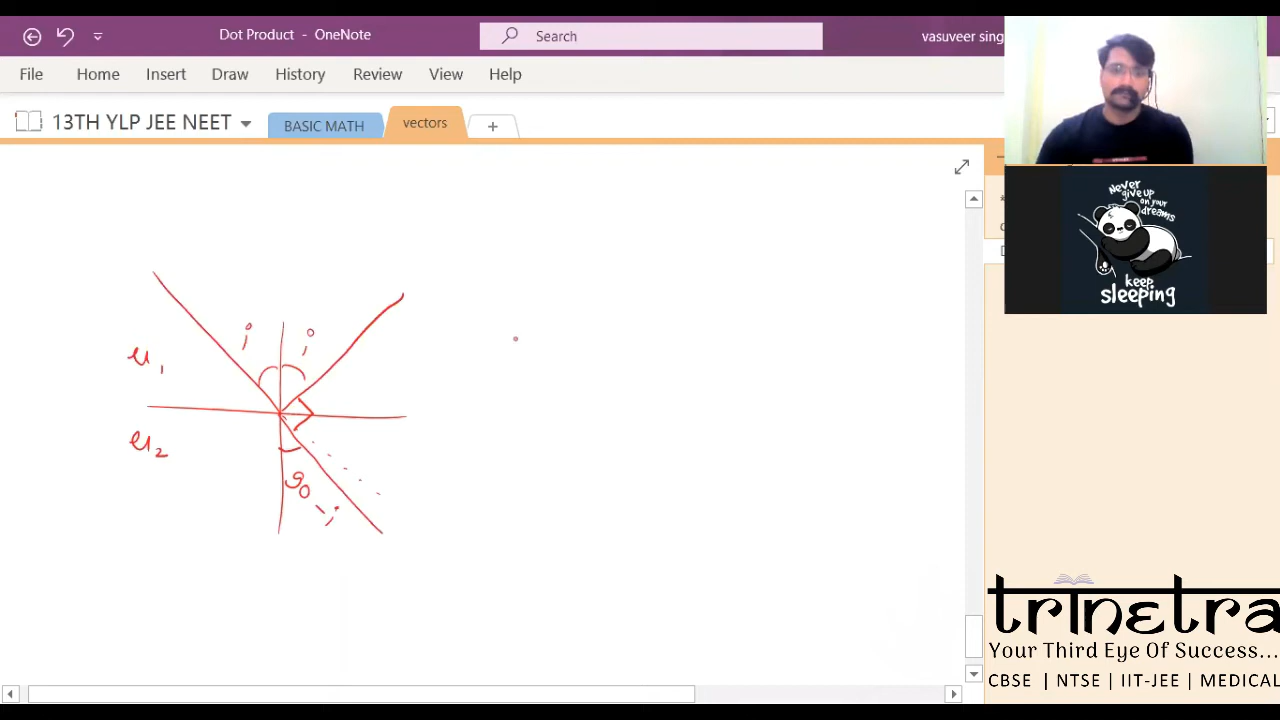 Dot Product - OneNote
Search
vasuveer sing
File Home Insert Draw History Review View Help
13TH YLP JEE NEET
BASIC MATH
vectors
Never give up on your dreams
keep sleeping
i i
μ1
μ2
90 - i
TRINETRA
Your Third Eye Of Success...
CBSE | NTSE | IIT-JEE | MEDICAL